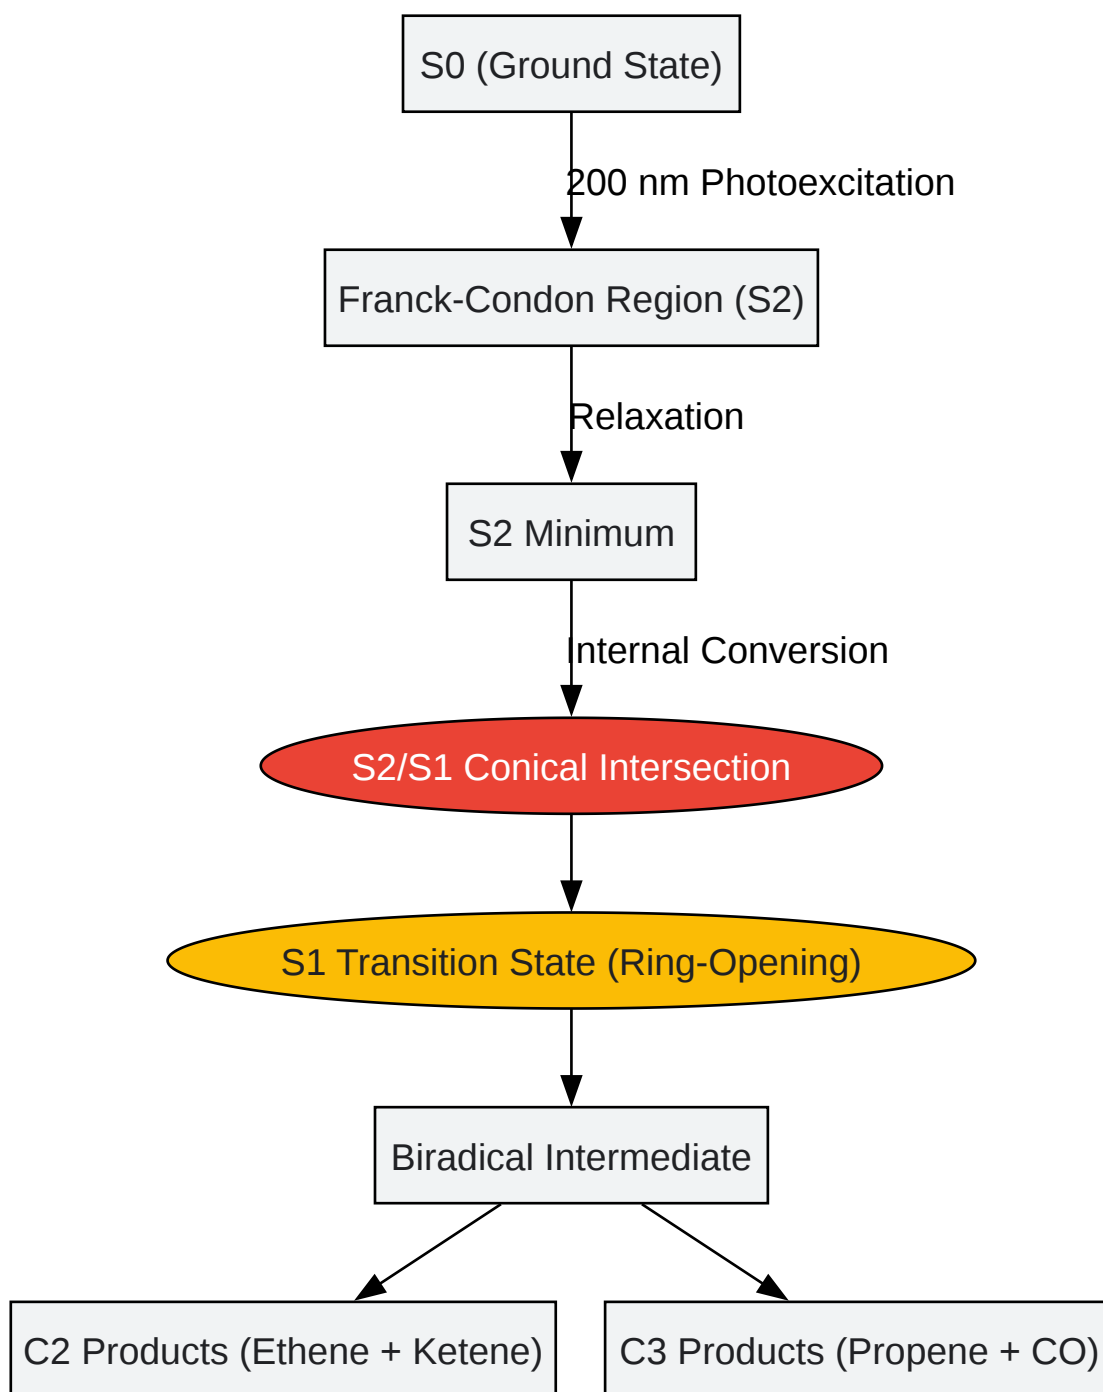 S0 (Ground State)
200 nm Photoexcitation
Franck-Condon Region (S2)
Relaxation
S2 Minimum
Internal Conversion
S2/S1 Conical Intersection
S1 Transition State (Ring-Opening)
Biradical Intermediate
C2 Products (Ethene + Ketene)
C3 Products (Propene + CO)